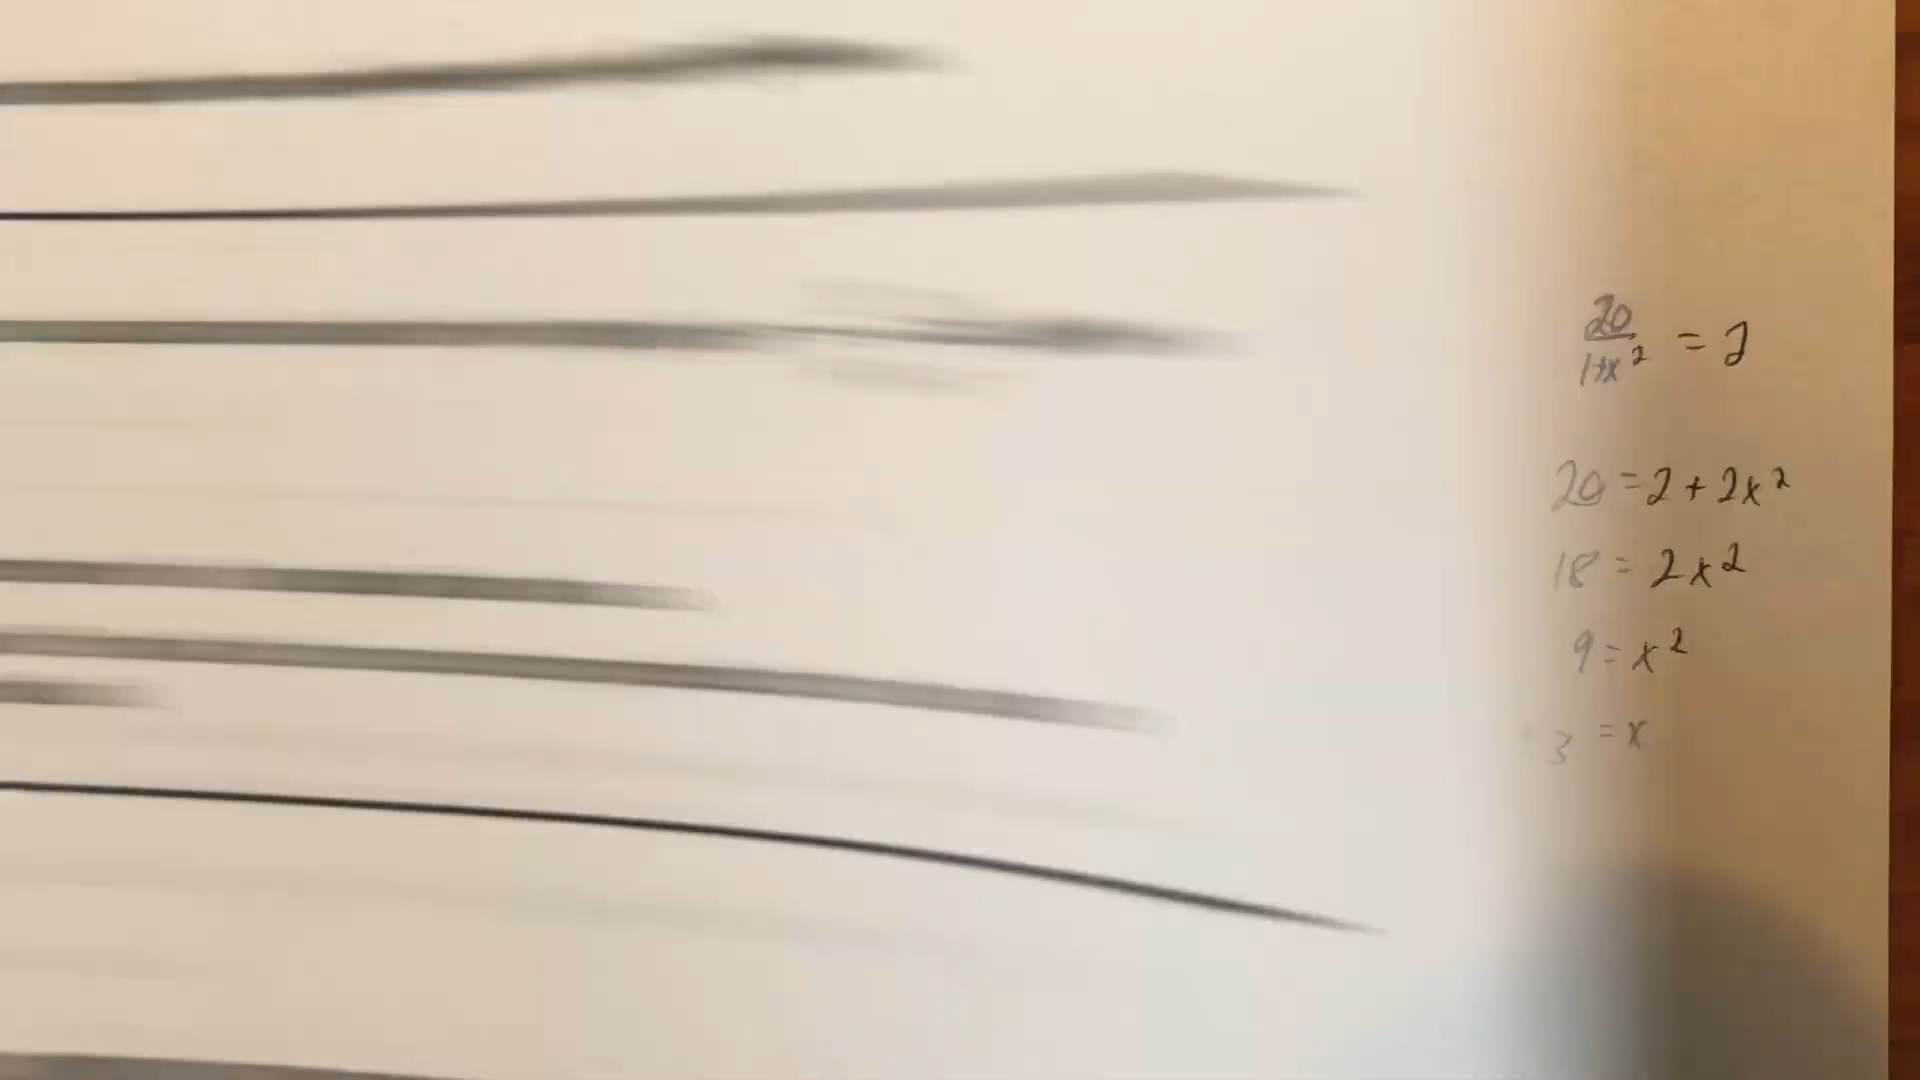 20/1+x² = 2
20 = 2 + 2x²
18 = 2x²
9 = x²
±3 = x